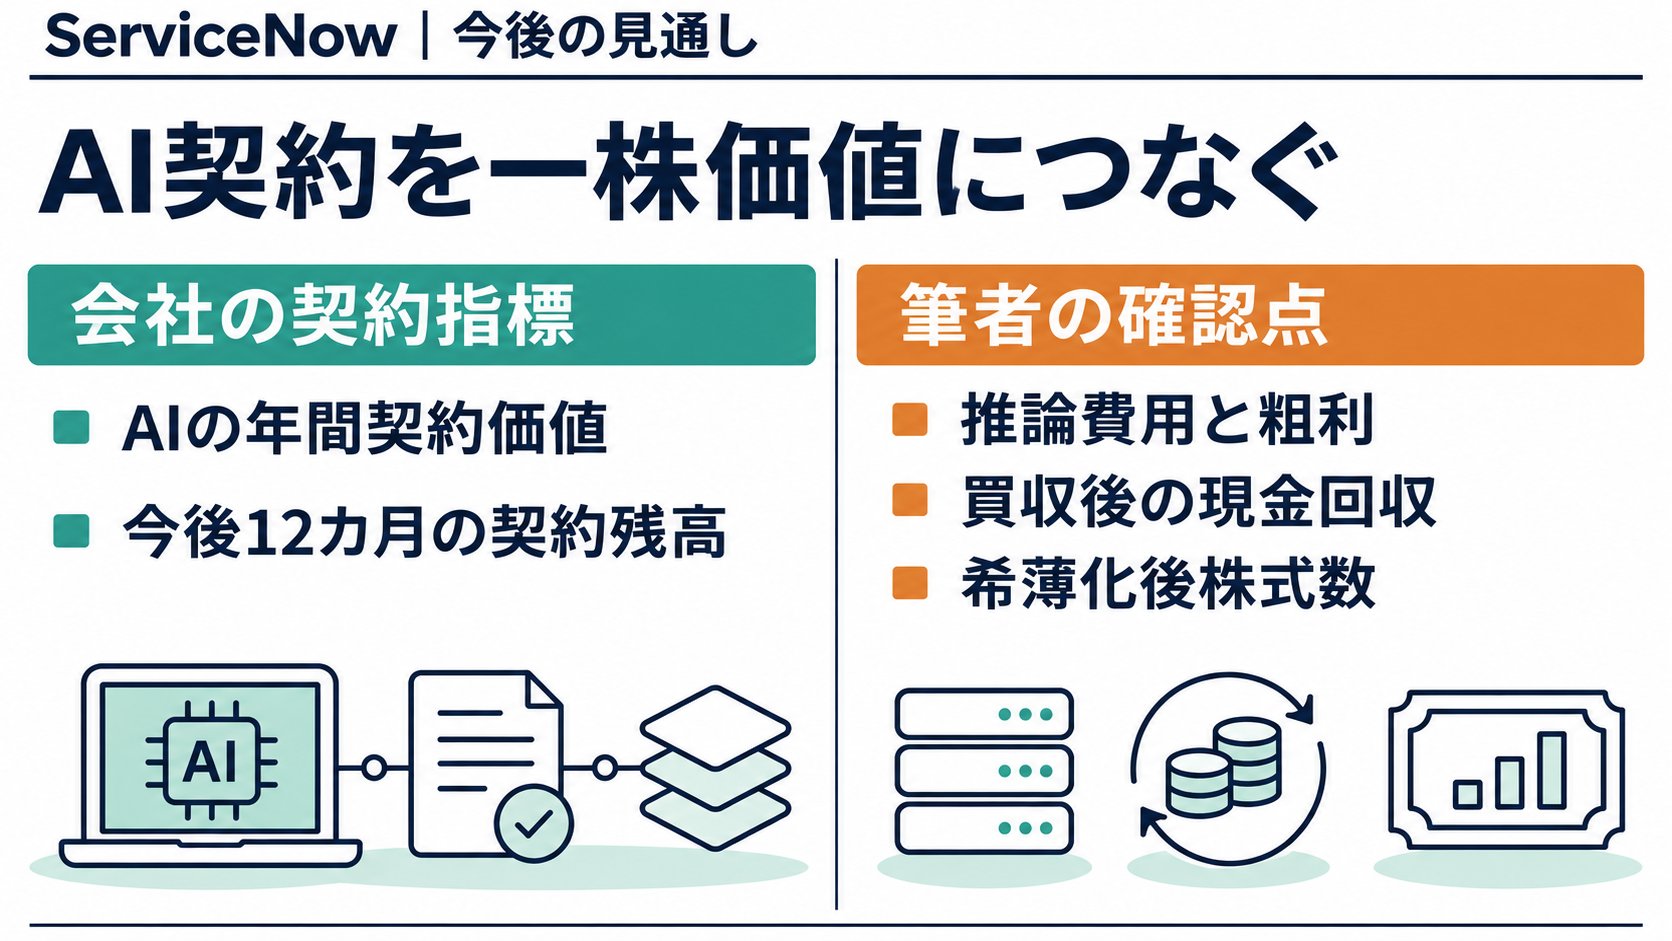 ServiceNow｜今後の見通し
AI契約を一株価値につなぐ
会社の契約指標
AIの年間契約価値
今後12カ月の契約残高
AI
筆者の確認点
推論費用と粗利
買収後の現金回収
希薄化後株式数